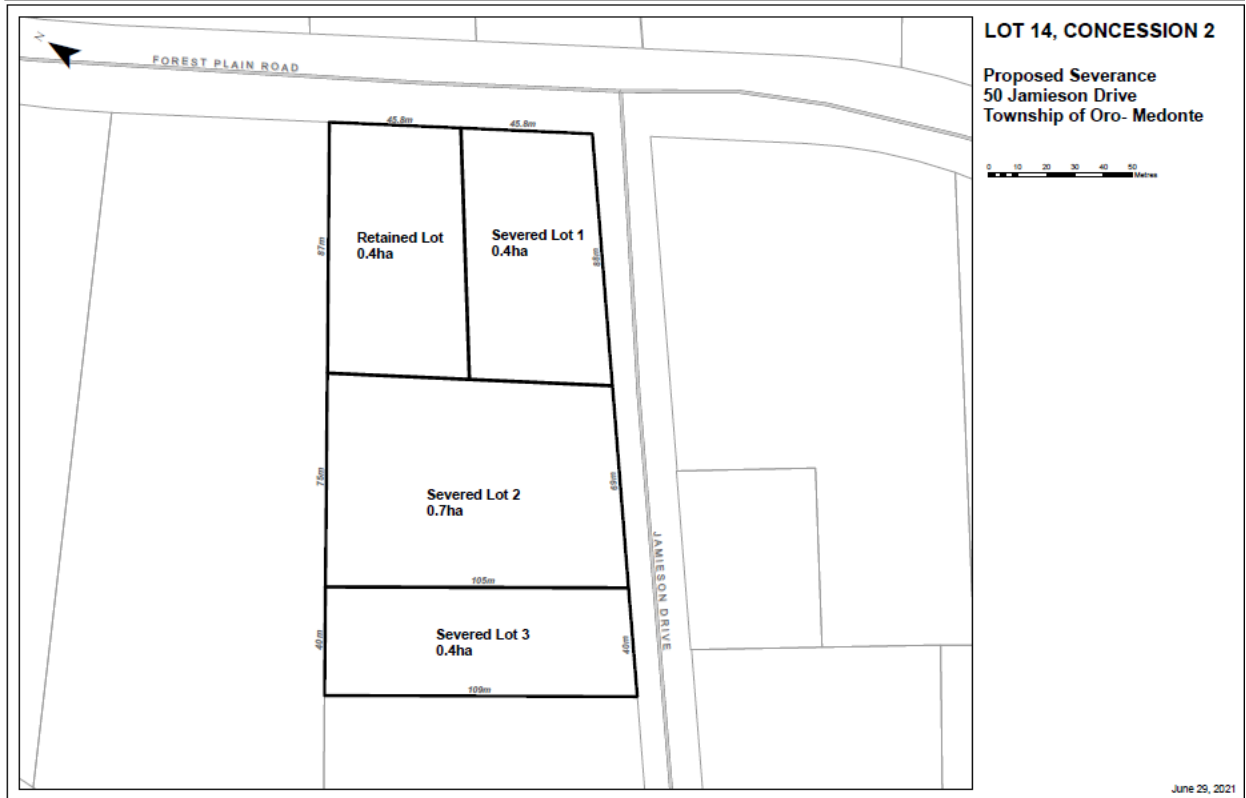 LOT 14, CONCESSION 2
Proposed Severance
50 Jamieson Drive
Township of Oro- Medonte
0 10 20 30 40 50
Metres
N
FOREST PLAIN ROAD
45.8m
45.8m
87m
Retained Lot
0.4ha
Severed Lot 1
0.4ha
88m
75m
Severed Lot 2
0.7ha
69m
105m
JAMIESON DRIVE
40m
Severed Lot 3
0.4ha
40m
109m
June 29, 2021